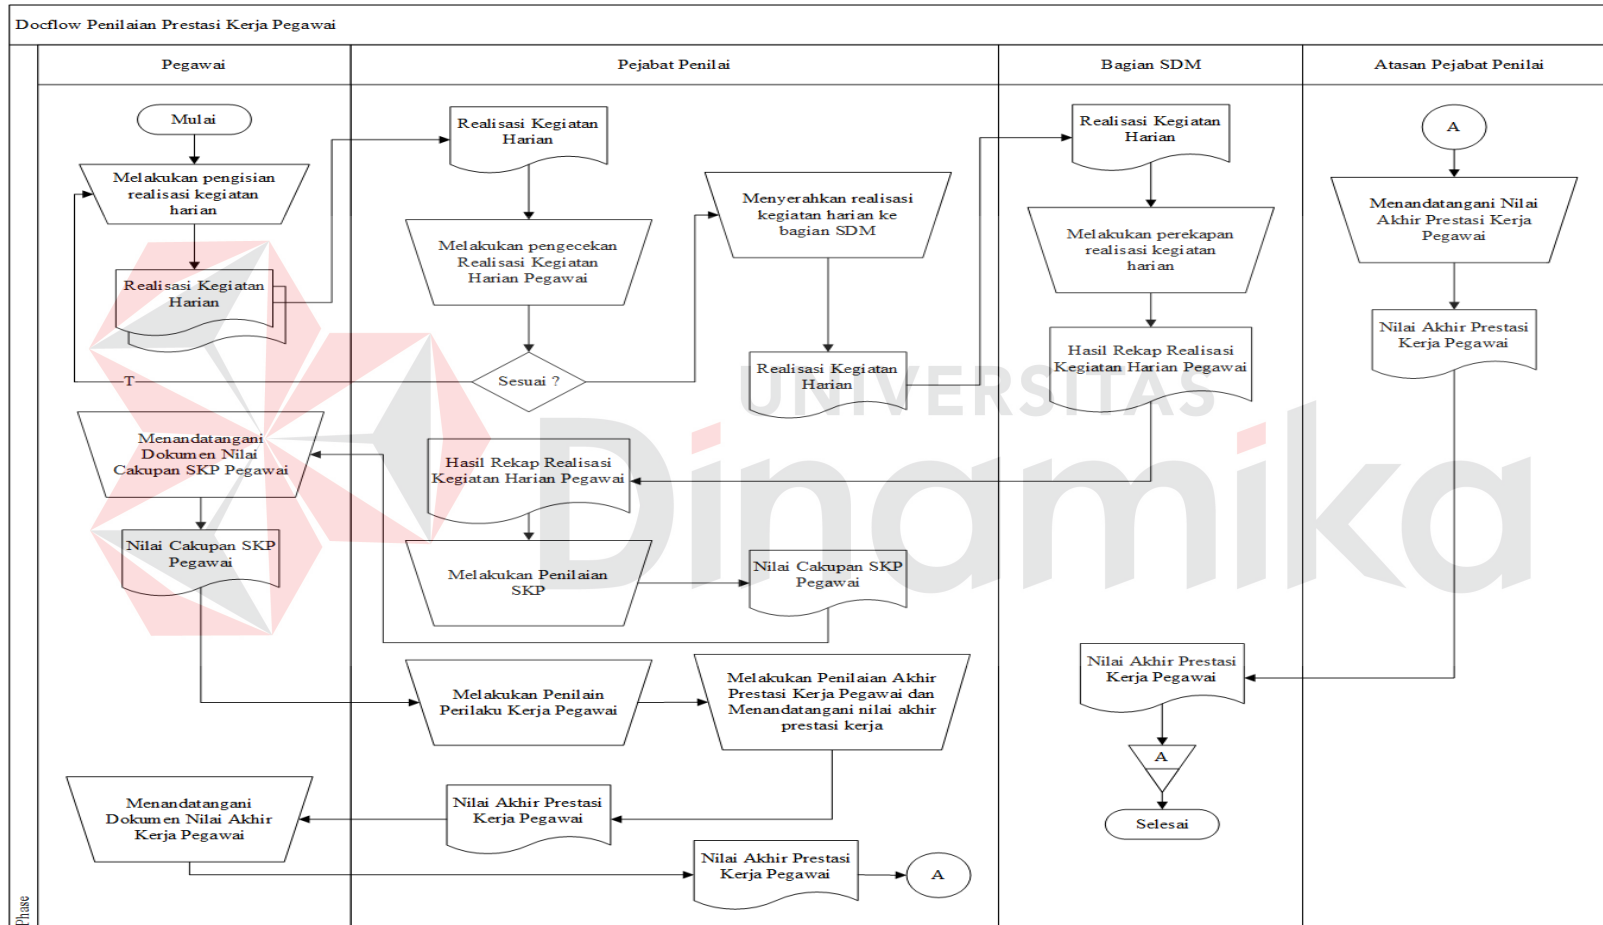 Docflow Penilaian Prestasi Kerja Pegawai
Pegawai
Pejabat Penilai
Bagian SDM
Atasan Pejabat Penilai
Mulai
Melakukan pengisian
realisasi kegiatan
harian
Realisasi Kegiatan
Harian
Realisasi Kegiatan
Harian
Melakukan pengecekan
Realisasi Kegiatan
Harian Pegawai
Sesuai ?
T
Menyerahkan realisasi
kegiatan harian ke
bagian SDM
Realisasi Kegiatan
Harian
Realisasi Kegiatan
Harian
Melakukan perekapan
realisasi kegiatan
harian
Hasil Rekap Realisasi
Kegiatan Harian Pegawai
Hasil Rekap Realisasi
Kegiatan Harian Pegawai
Melakukan Penilaian
SKP
Nilai Cakupan SKP
Pegawai
Menandatangani
Dokumen Nilai
Cakupan SKP Pegawai
Nilai Cakupan SKP
Pegawai
Melakukan Penilain
Perilaku Kerja Pegawai
Melakukan Penilaian Akhir
Prestasi Kerja Pegawai dan
Menandatangani nilai akhir
prestasi kerja
Nilai Akhir Prestasi
Kerja Pegawai
Menandatangani
Dokumen Nilai Akhir
Kerja Pegawai
Nilai Akhir Prestasi
Kerja Pegawai
A
A
Menandatangani Nilai
Akhir Prestasi Kerja
Pegawai
Nilai Akhir Prestasi
Kerja Pegawai
Nilai Akhir Prestasi
Kerja Pegawai
A
Selesai
Phase
UNIVERSITAS
Dinamika